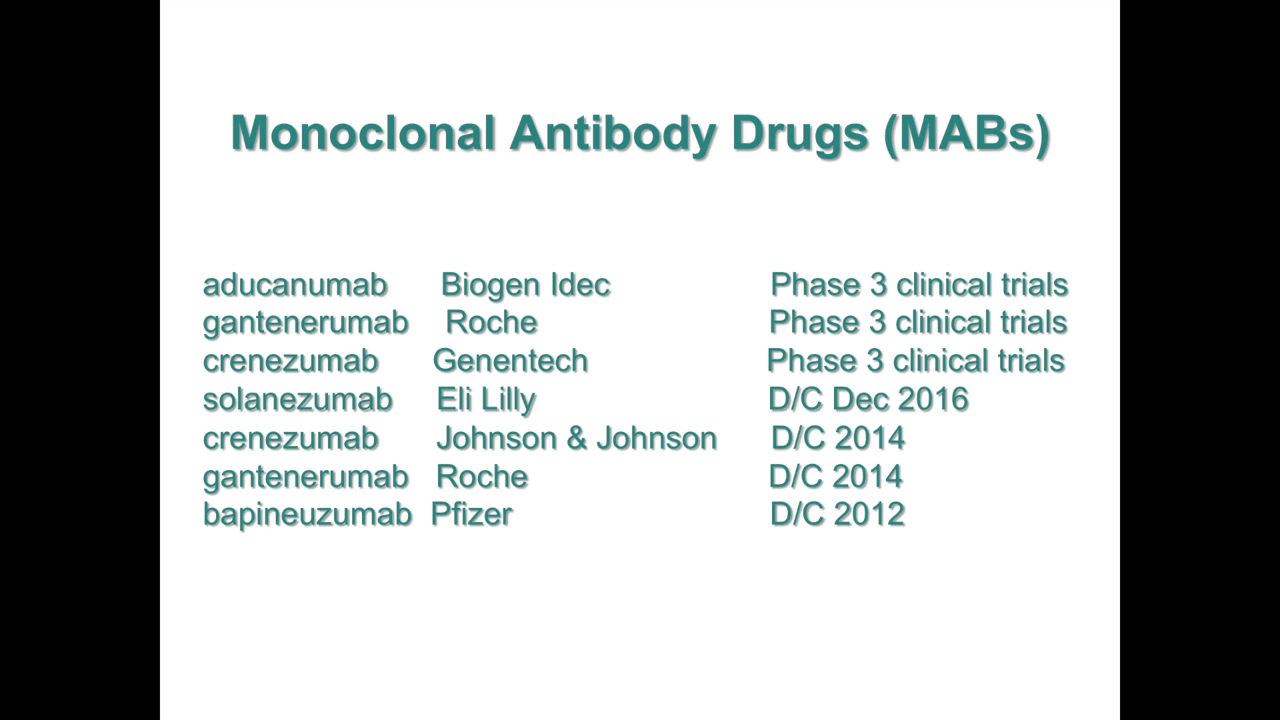 Monoclonal Antibody Drugs (MABs)
aducanumab Biogen Idec Phase 3 clinical trials
gantenerumab Roche Phase 3 clinical trials
crenezumab Genentech Phase 3 clinical trials
solanezumab Eli Lilly D/C Dec 2016
crenezumab Johnson & Johnson D/C 2014
gantenerumab Roche D/C 2014
bapineuzumab Pfizer D/C 2012